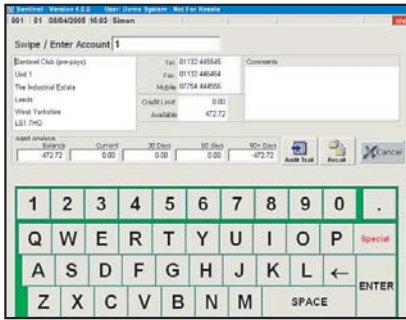 Sentinel Version 4.0.0 User: Demo System - Not For Resale
001 01 08/04/2005 16:03 Simon
Swipe / Enter Account 1
Sentinel Club (pre-pays)
Unit 1
The Industrial Estate
Leeds
West Yorkshire
LS1 7HG
Tel. 01132 445545
Fax. 01132 446464
Mobile 07754 444556
Credit Limit 0.00
Available 472.72
Comments
Aged Analysis
Balance Current 30 Days 60 days 90+ Days
-472.72 0.00 0.00 0.00 -472.72
Audit Trail Recall Cancel
1 2 3 4 5 6 7 8 9 0 .
Q W E R T Y U I O P Special
A S D F G H J K L ← ENTER
Z X C V B N M SPACE